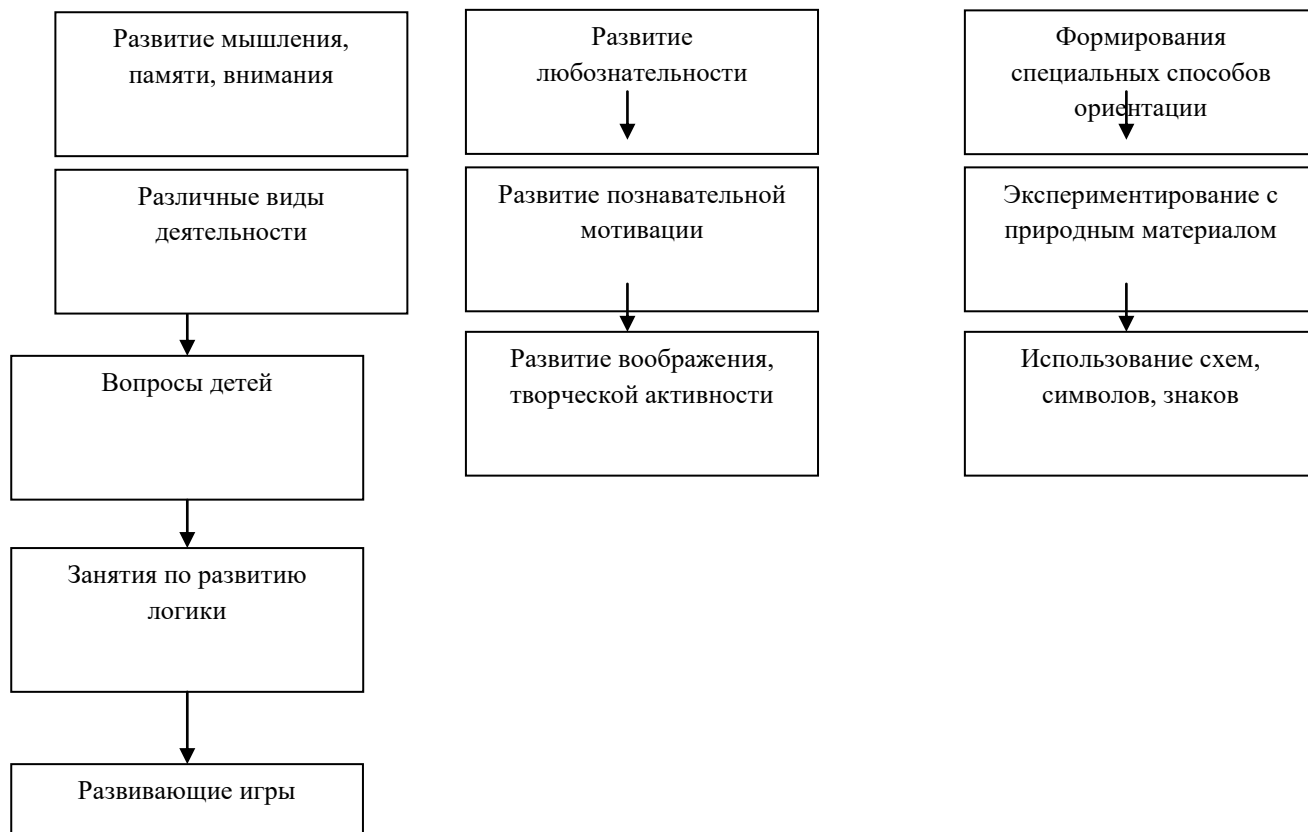 Развитие мышления,
памяти, внимания
Различные виды
деятельности
Вопросы детей
Занятия по развитию
логики
Развивающие игры
Развитие
любознательности
Развитие познавательной
мотивации
Развитие воображения,
творческой активности
Формирования
специальных способов
ориентации
Экспериментирование с
природным материалом
Использование схем,
символов, знаков